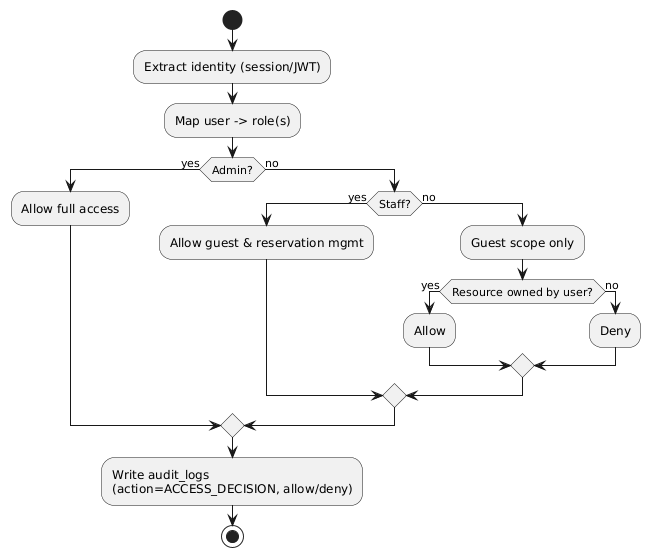 Extract identity (session/JWT)
Map user -> role(s)
yes
Admin?
no
Allow full access
yes
Staff?
no
Allow guest & reservation mgmt
Guest scope only
yes
Resource owned by user?
no
Allow
Deny
Write audit_logs
(action=ACCESS_DECISION, allow/deny)